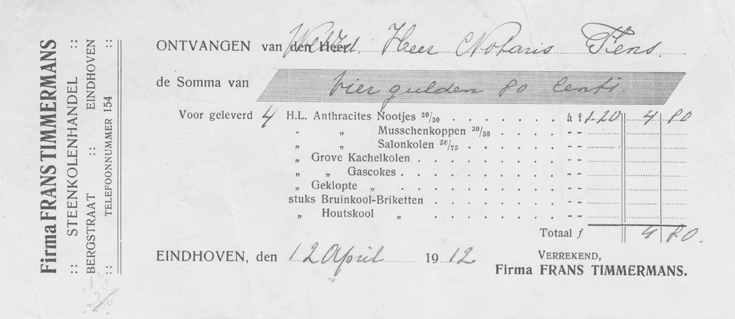 Firma FRANS TIMMERMANS
:: STEENKOLENHANDEL ::
BERGSTRAAT :: EINDHOVEN
:: TELEFOONNUMMER 154 ::
ONTVANGEN van den Heer Heer Notaris Fens.
de Somma van vier gulden 80 cents.
Voor geleverd 4 H.L. Anthracites Nootjes 20/30 . . . . . . . à f 1.20 4 80
„ „ Musschenkoppen 30/50 . . . . . --
„ „ Salonkolen 50/75 . . . . . . --
„ Grove Kachelkolen . . . . . . . . --
„ „ Gascokes . . . . . . . . --
„ Geklopte „ . . . . . . . . . --
stuks Bruinkool-Briketten . . . . . . . --
„ Houtskool „ . . . . . . . . --
Totaal f 4 80.
EINDHOVEN, den 12 April 1912
VERREKEND,
Firma FRANS TIMMERMANS.